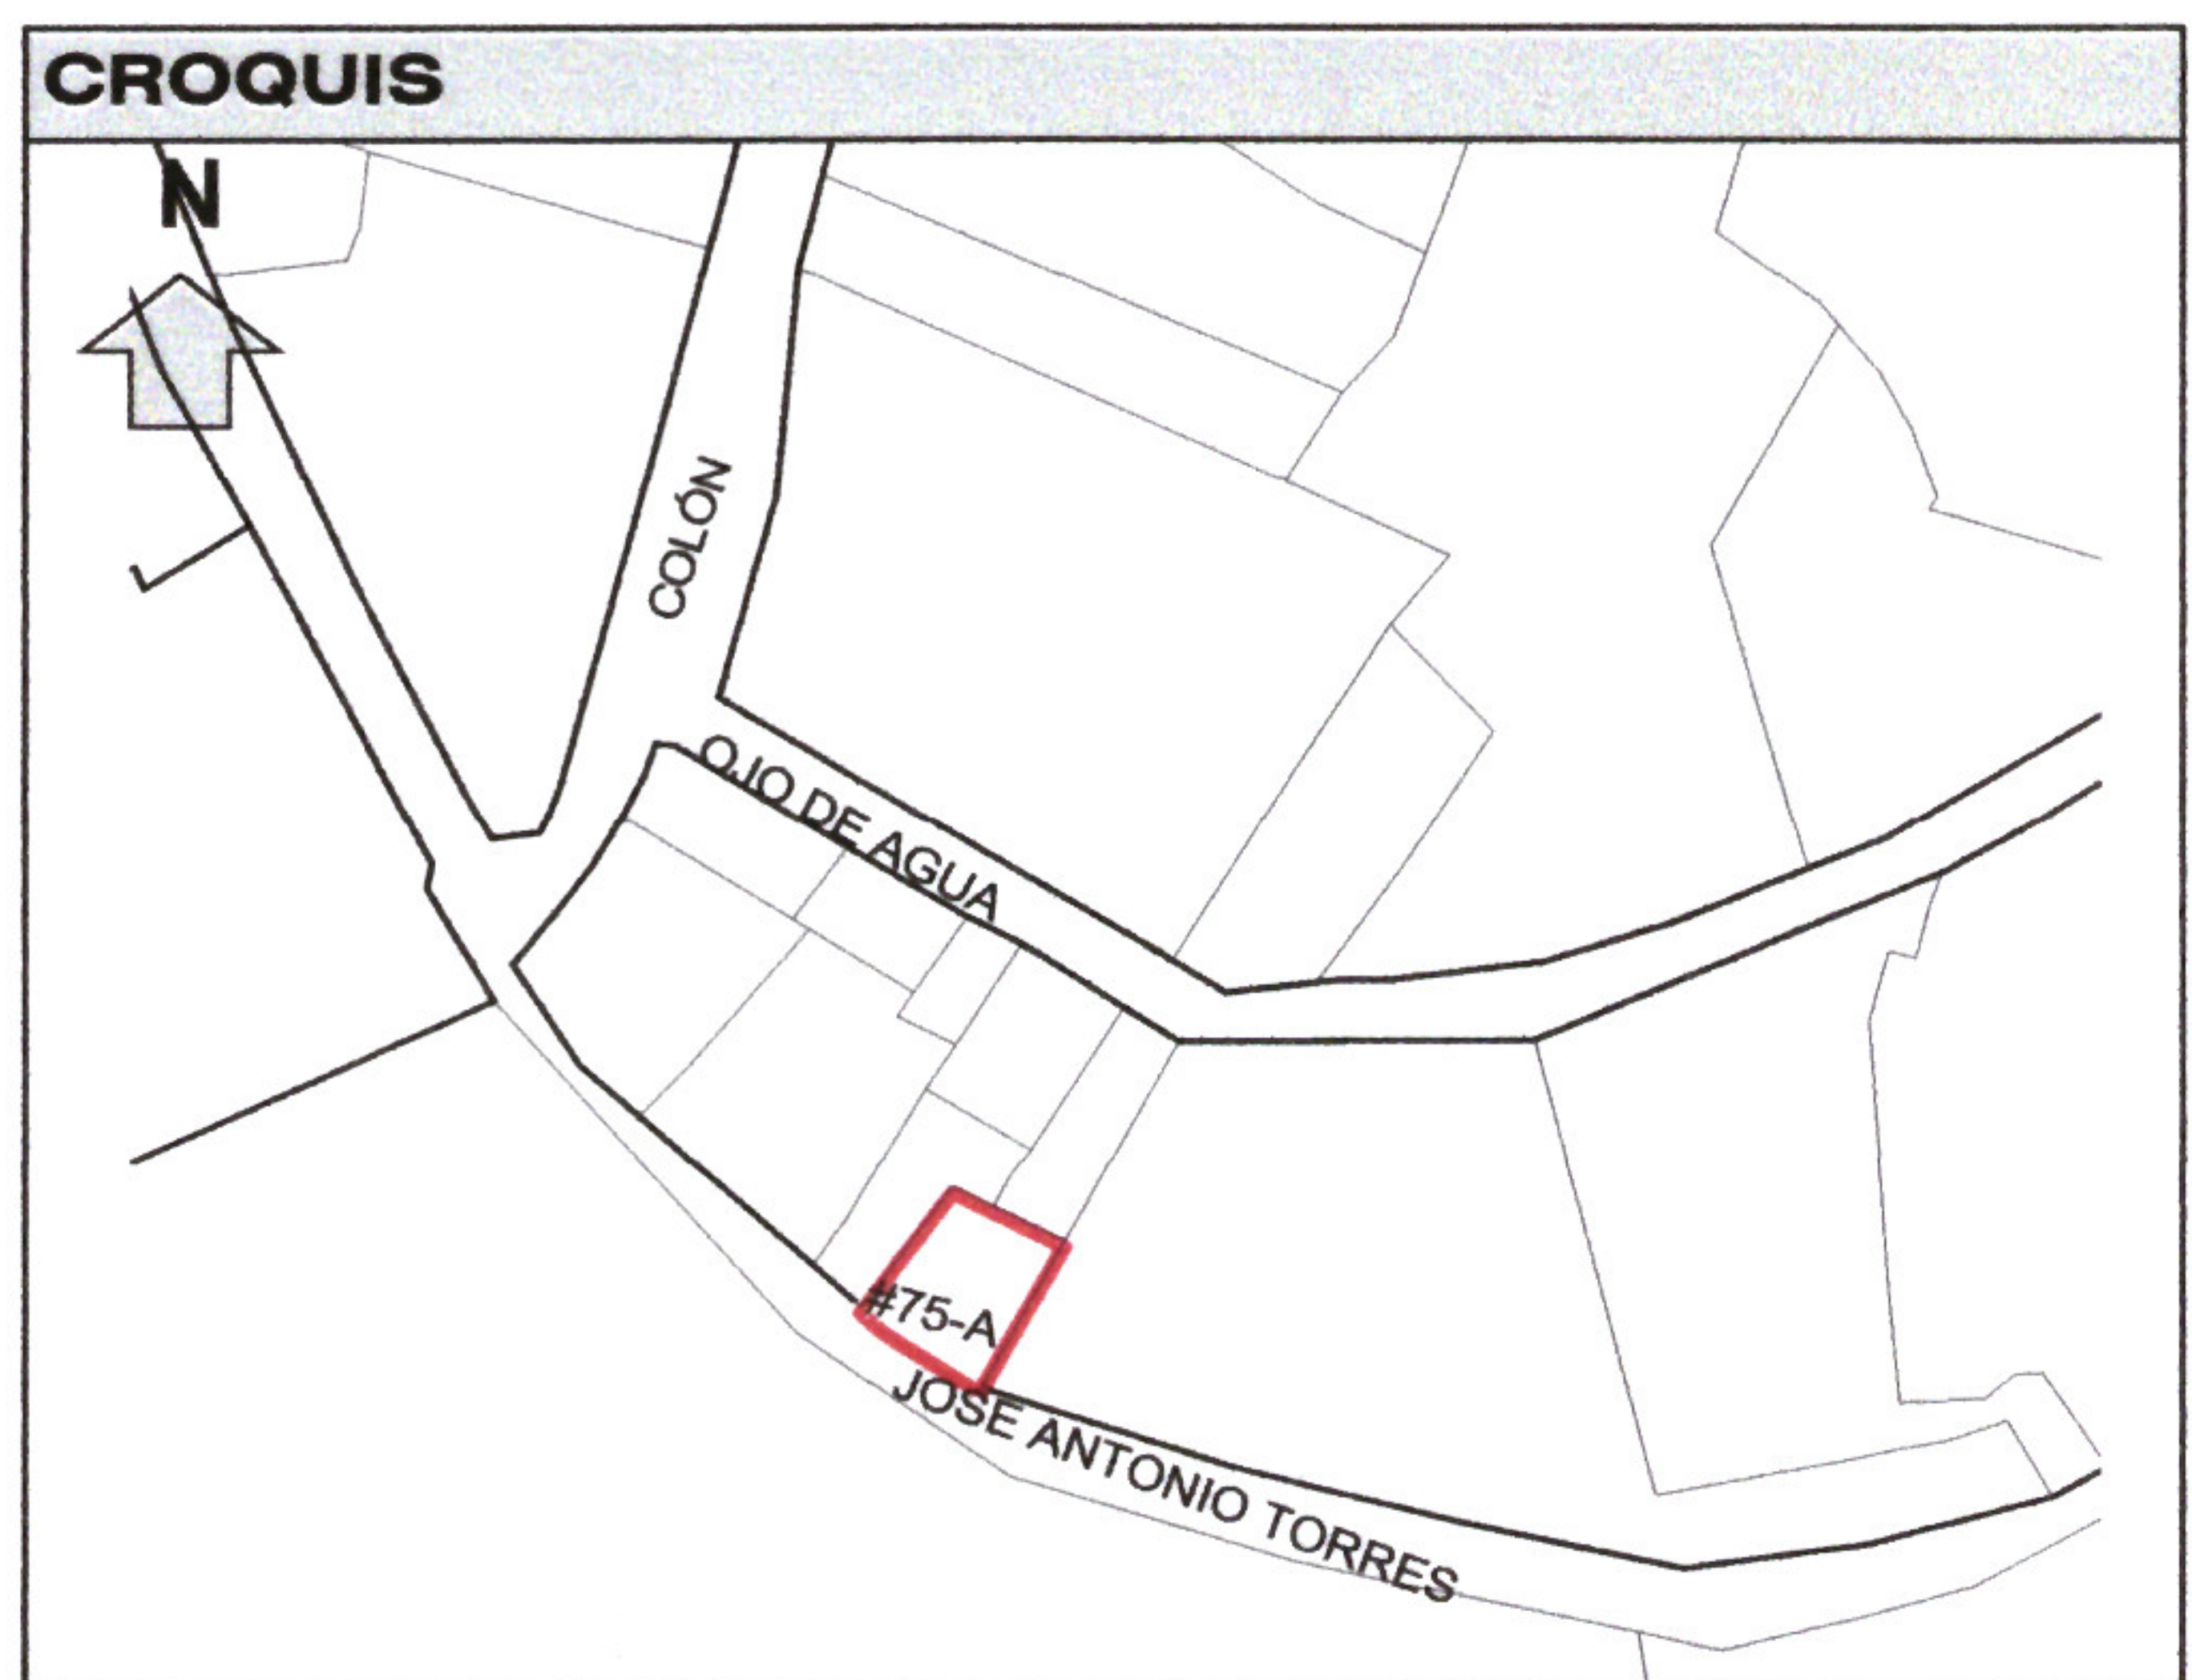 CROQUIS
N
COLÓN
OJO DE AGUA
#75-A
JOSE ANTONIO TORRES